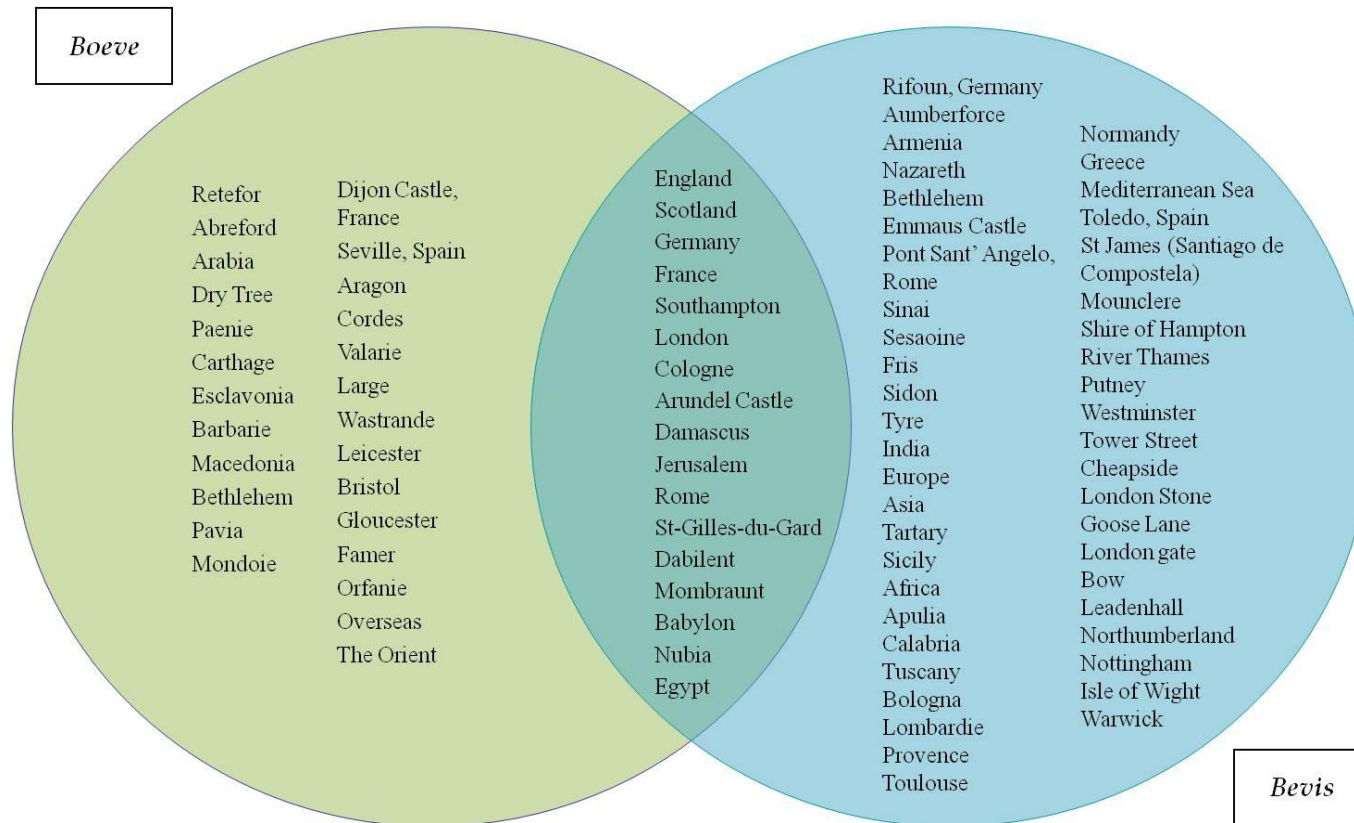 Boeve
Retefor
Abreford
Arabia
Dry Tree
Paenie
Carthage
Esclavonia
Barbarie
Macedonia
Bethlehem
Pavia
Mondoie
Dijon Castle,
France
Seville, Spain
Aragon
Cordes
Valarie
Large
Wastrande
Leicester
Bristol
Gloucester
Famer
Orfanie
Overseas
The Orient
England
Scotland
Germany
France
Southampton
London
Cologne
Arundel Castle
Damascus
Jerusalem
Rome
St-Gilles-du-Gard
Dabilent
Mombraunt
Babylon
Nubia
Egypt
Rifoun, Germany
Aumberforce
Armenia
Nazareth
Bethlehem
Emmaus Castle
Pont Sant’ Angelo,
Rome
Sinai
Sesaoine
Fris
Sidon
Tyre
India
Europe
Asia
Tartary
Sicily
Africa
Apulia
Calabria
Tuscany
Bologna
Lombardie
Provence
Toulouse
Normandy
Greece
Mediterranean Sea
Toledo, Spain
St James (Santiago de
Compostela)
Mounclere
Shire of Hampton
River Thames
Putney
Westminster
Tower Street
Cheapside
London Stone
Goose Lane
London gate
Bow
Leadenhall
Northumberland
Nottingham
Isle of Wight
Warwick
Bevis